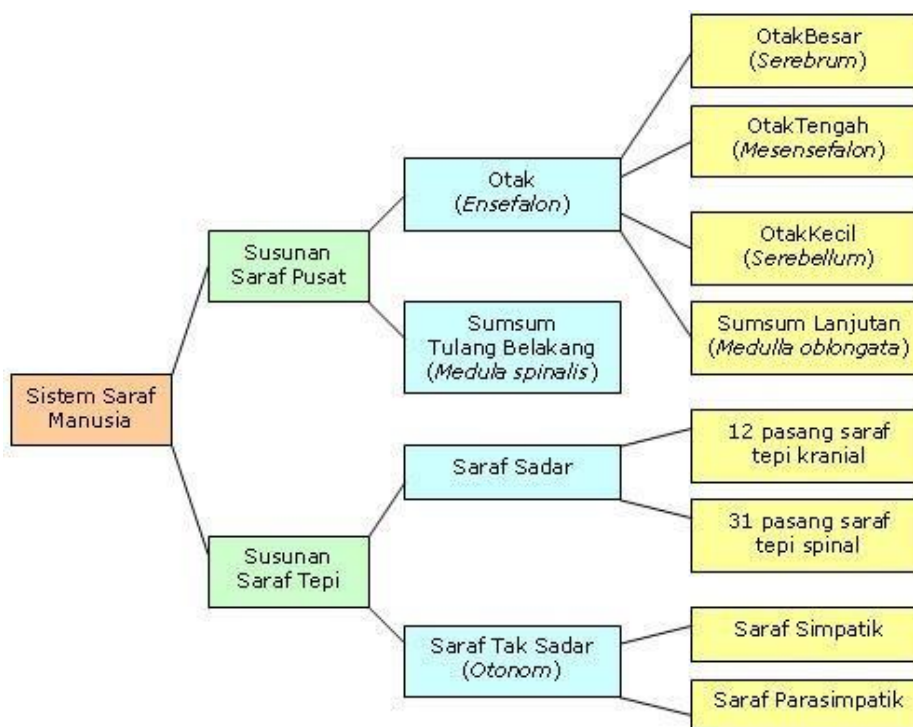 Sistem Saraf
Manusia
Susunan
Saraf Pusat
Otak
(Ensefalon)
OtakBesar
(Serebrum)
OtakTengah
(Mesensefalon)
OtakKecil
(Serebellum)
Sumsum Lanjutan
(Medulla oblongata)
Sumsum
Tulang Belakang
(Medula spinalis)
Susunan
Saraf Tepi
Saraf Sadar
12 pasang saraf
tepi kranial
31 pasang saraf
tepi spinal
Saraf Tak Sadar
(Otonom)
Saraf Simpatik
Saraf Parasimpatik